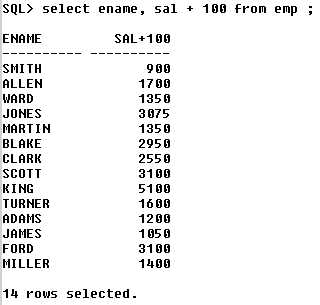 SQL> select ename, sal + 100 from emp ;
ENAME SAL+100
---------- ----------
SMITH 900
ALLEN 1700
WARD 1350
JONES 3075
MARTIN 1350
BLAKE 2950
CLARK 2550
SCOTT 3100
KING 5100
TURNER 1600
ADAMS 1200
JAMES 1050
FORD 3100
MILLER 1400
14 rows selected.